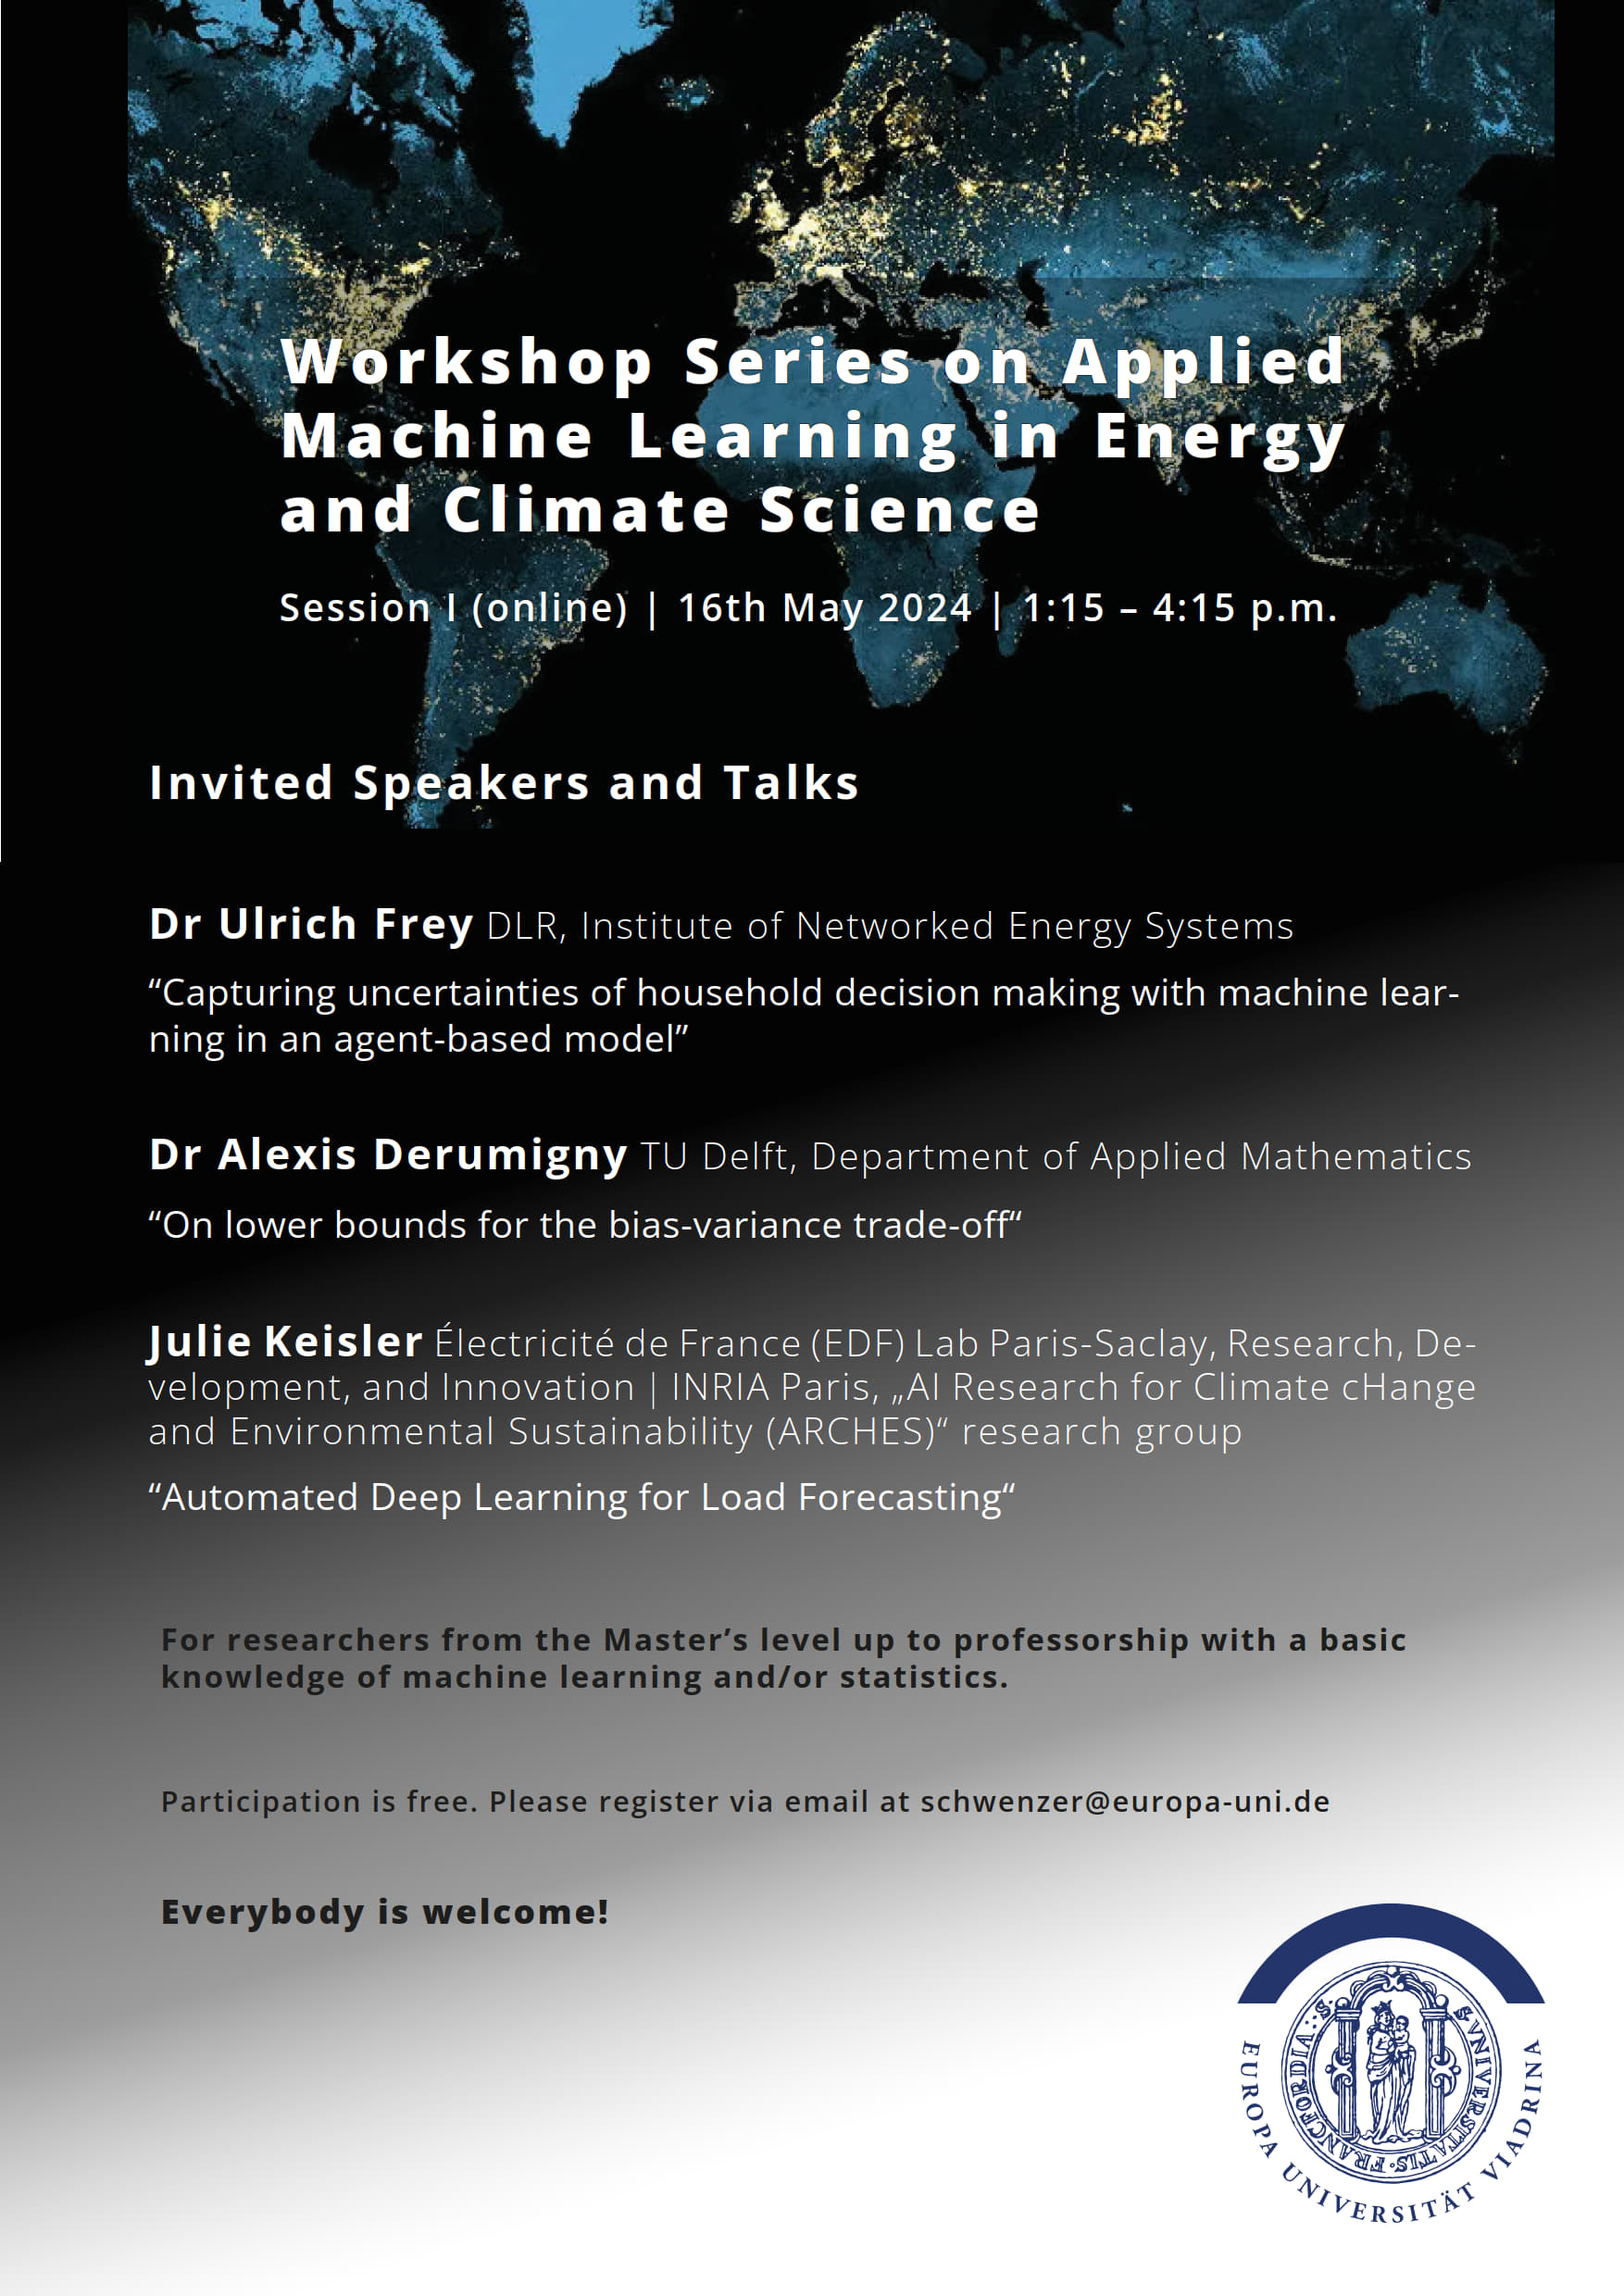 Workshop Series on Applied
Machine Learning in Energy
and Climate Science
Session I (online) | 16th May 2024 | 1:15 – 4:15 p.m.
Invited Speakers and Talks
Dr Ulrich Frey DLR, Institute of Networked Energy Systems
“Capturing uncertainties of household decision making with machine lear-
ning in an agent-based model”
Dr Alexis Derumigny TU Delft, Department of Applied Mathematics
“On lower bounds for the bias-variance trade-off“
Julie Keisler Électricité de France (EDF) Lab Paris-Saclay, Research, De-
velopment, and Innovation | INRIA Paris, „AI Research for Climate cHange
and Environmental Sustainability (ARCHES)“ research group
“Automated Deep Learning for Load Forecasting“
For researchers from the Master’s level up to professorship with a basic
knowledge of machine learning and/or statistics.
Participation is free. Please register via email at schwenzer@europa-uni.de
Everybody is welcome!
S·VNIVERSITATIS·FRANCFORDIA::S·
EUROPA UNIVERSITÄT VIADRINA